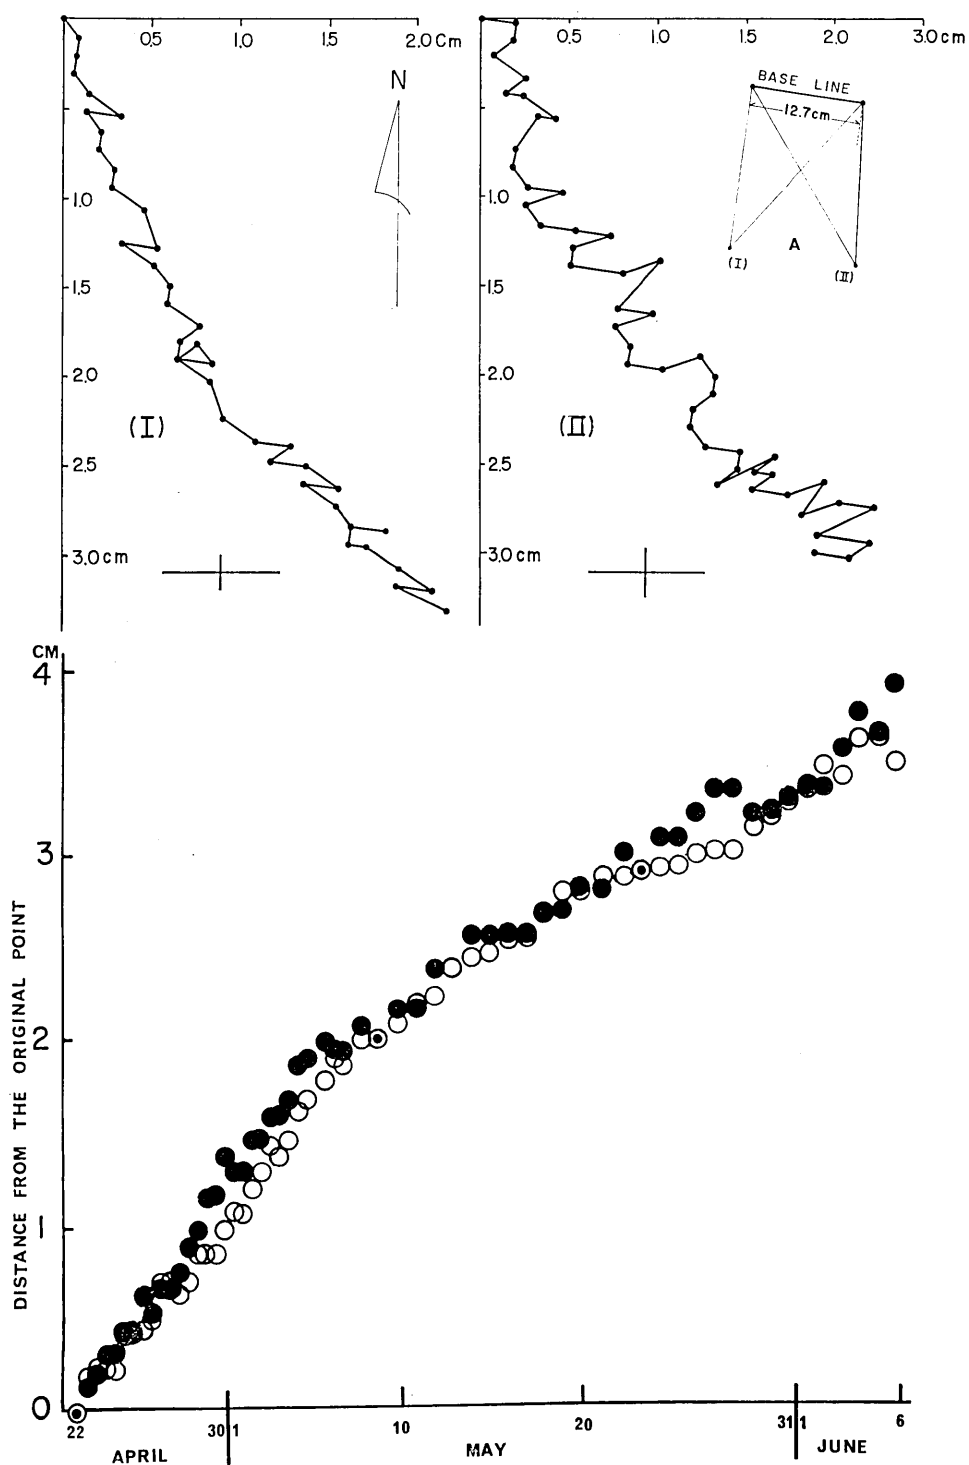 0.5 1.0 2.0 Cm
1.0
1.5
2.0
2.5
3.0 cm
N
(I)
0.5 1.0 1.5 2.0 3.0 cm
1.0
1.5
2.0
2.5
3.0 cm
BASE LINE
12.7cm
A
(I)
(II)
(II)
CM
4
3
2
1
0
DISTANCE FROM THE ORIGINAL POINT
22 30 1 10 20 31 1 6
APRIL MAY JUNE